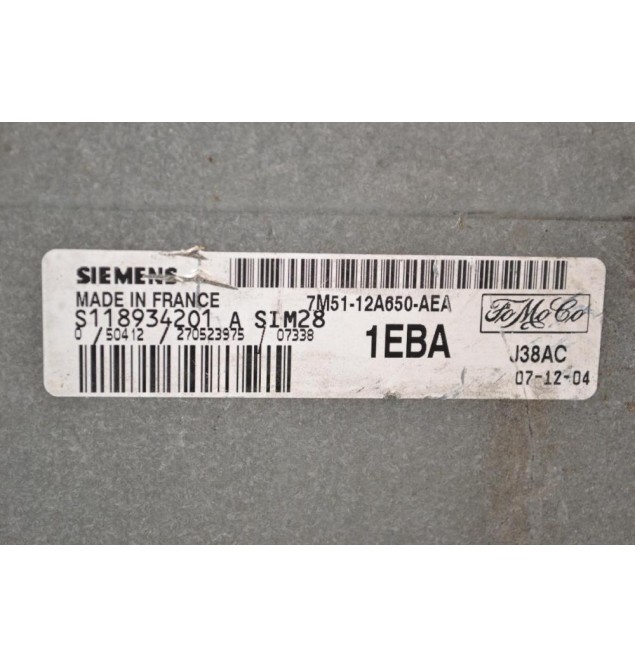 SIEMENS
MADE IN FRANCE
7M51-12A650-AEA
FoMoCo
S118934201 A SIM28
0 /50412 /270523975 /07338
1EBA
J38AC
07-12-04